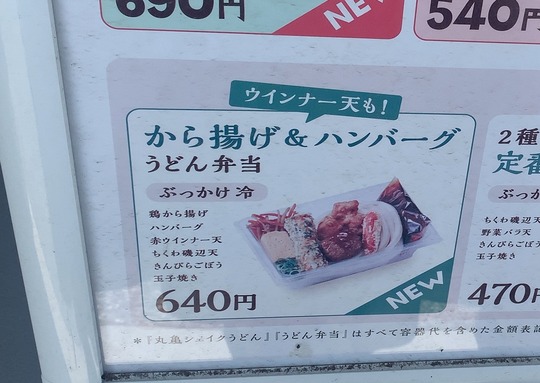 690円
NEW
540円
ウインナー天も!
から揚げ&ハンバーグ
うどん弁当
ぶっかけ 冷
鶏から揚げ
ハンバーグ
赤ウインナー天
ちくわ磯辺天
きんぴらごぼう
玉子焼き
640円
NEW
2種
定番
ぶっか
ちくわ磯辺天
野菜バラ天
きんぴらごぼう
玉子焼き
470円
*『丸亀シェイクうどん』『うどん弁当』はすべて容器代を含めた金額表記